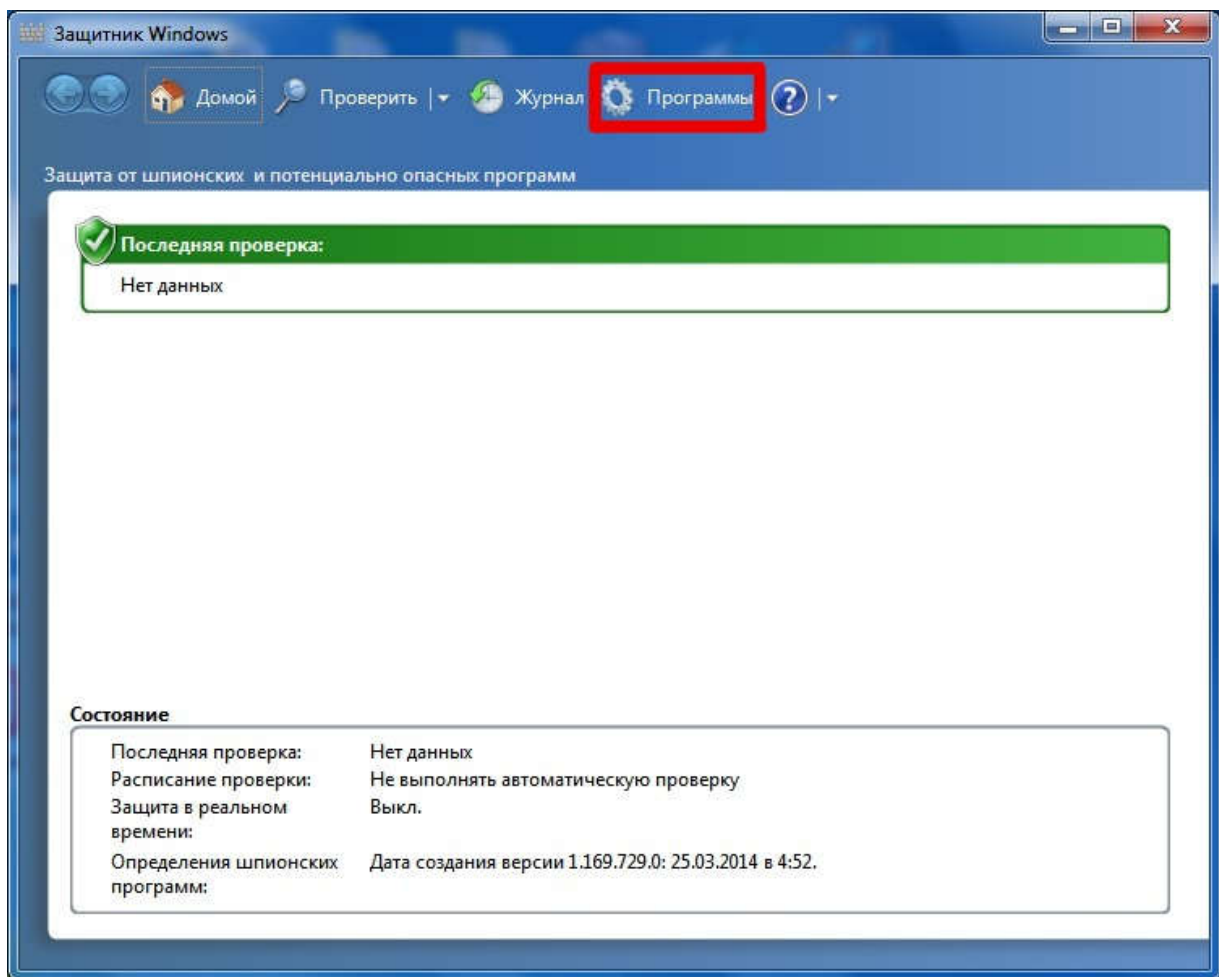 Защитник Windows
Домой Проверить Журнал Программы
Защита от шпионских и потенциально опасных программ
Последняя проверка:
Нет данных
Состояние
Последняя проверка: Нет данных
Расписание проверки: Не выполнять автоматическую проверку
Защита в реальном времени: Выкл.
Определения шпионских программ: Дата создания версии 1.169.729.0: 25.03.2014 в 4:52.